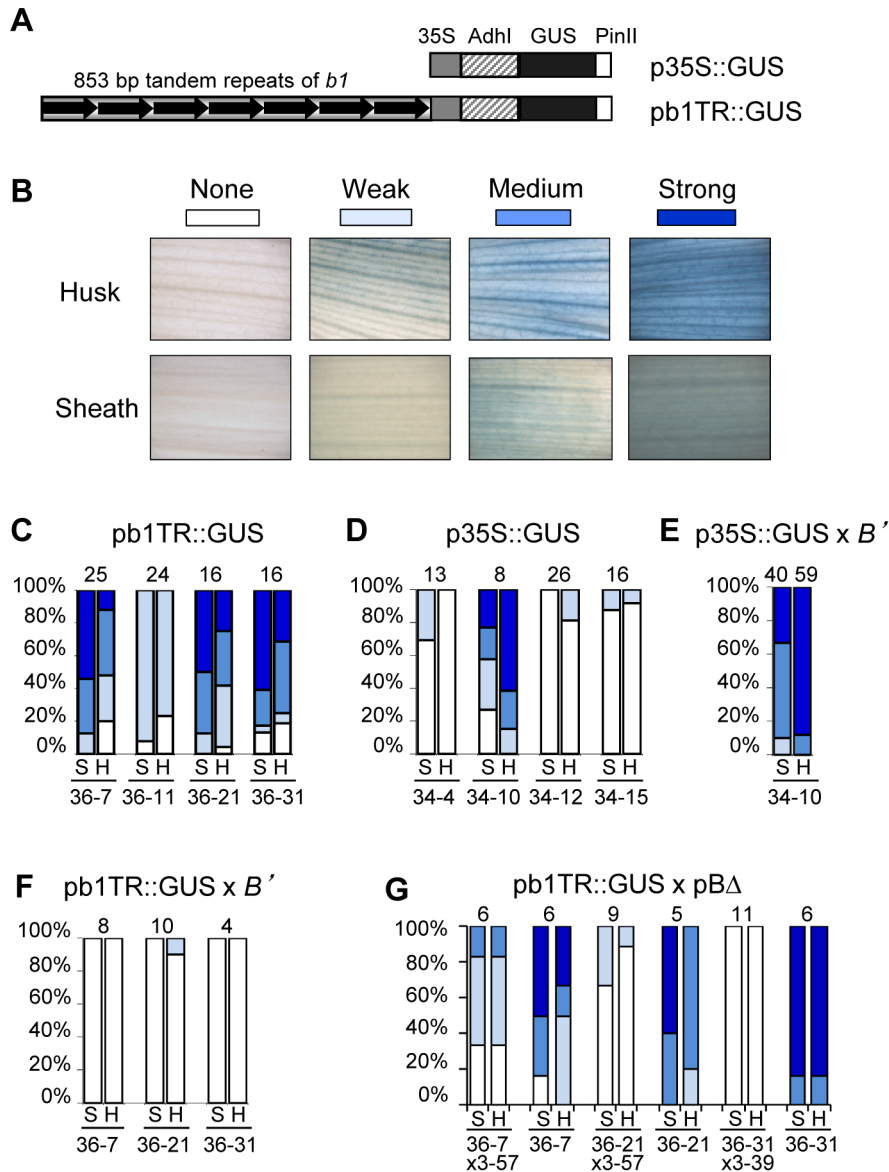 A
35S AdhI GUS PinII
p35S::GUS
853 bp tandem repeats of b1
pb1TR::GUS
B
None Weak Medium Strong
Husk
Sheath
C pb1TR::GUS
25 24 16 16
100%
80%
60%
40%
20%
0%
S H S H S H S H
36-7 36-11 36-21 36-31
D p35S::GUS
13 8 26 16
100%
80%
60%
40%
20%
0%
S H S H S H S H
34-4 34-10 34-12 34-15
E p35S::GUS x B’
40 59
100%
80%
60%
40%
20%
0%
S H
34-10
F pb1TR::GUS x B’
8 10 4
100%
80%
60%
40%
20%
0%
S H S H S H
36-7 36-21 36-31
G pb1TR::GUS x pBΔ
6 6 9 5 11 6
100%
80%
60%
40%
20%
0%
S H S H S H S H S H S H
36-7 36-7 36-21 36-21 36-31 36-31
x3-57 x3-57 x3-39